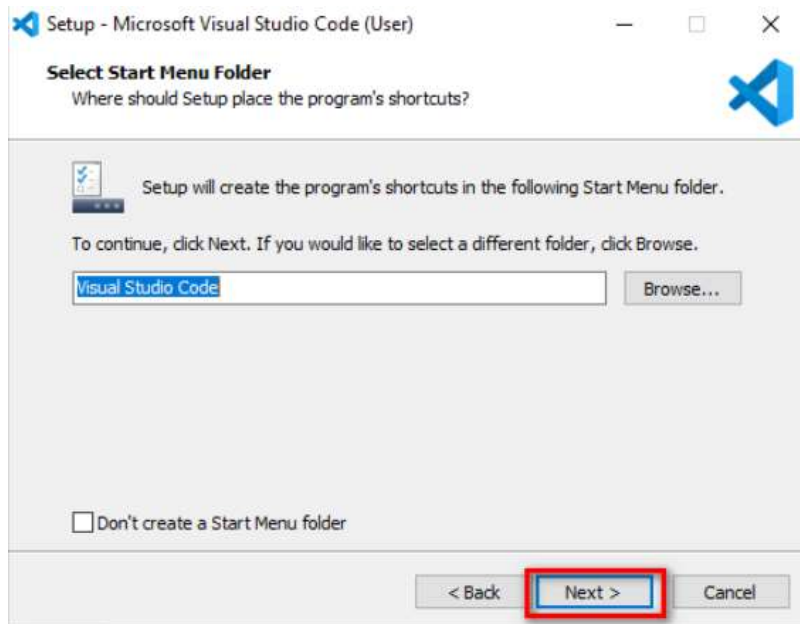 Setup - Microsoft Visual Studio Code (User)
Select Start Menu Folder
Where should Setup place the program's shortcuts?
Setup will create the program's shortcuts in the following Start Menu folder.
To continue, click Next. If you would like to select a different folder, click Browse.
Visual Studio Code
Browse...
Don't create a Start Menu folder
< Back
Next >
Cancel